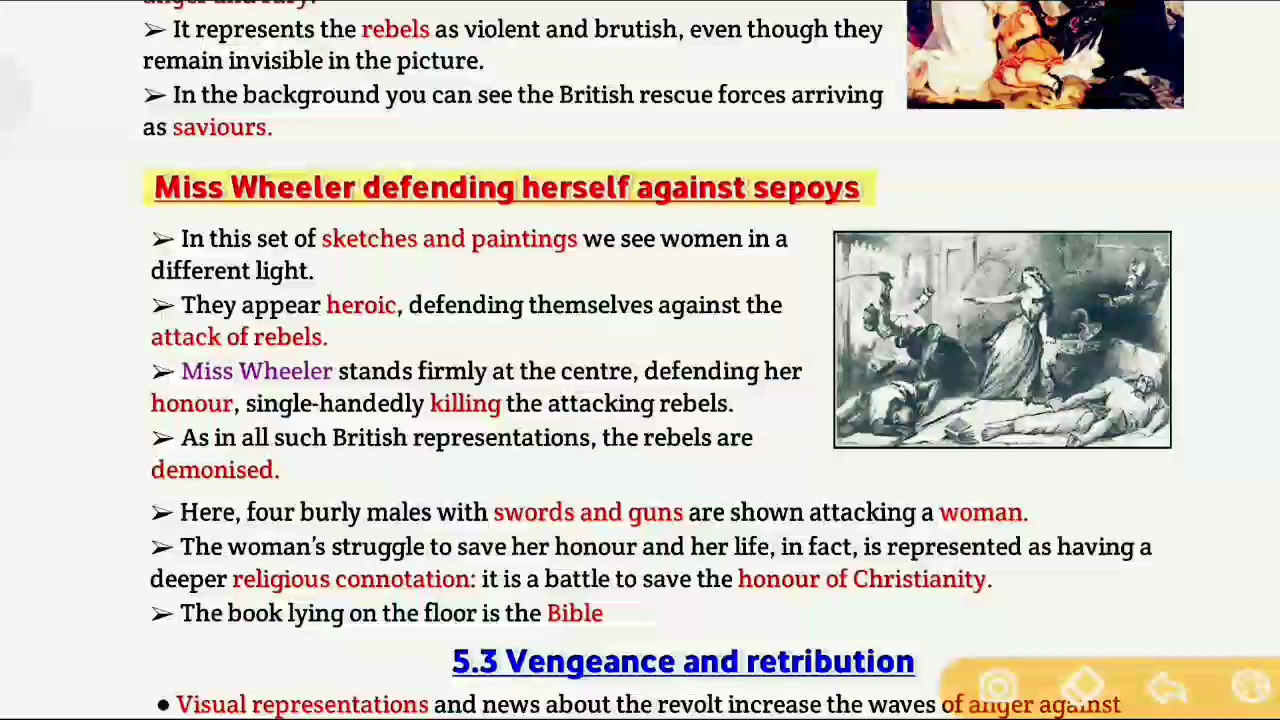 anger and fury.
➢ It represents the rebels as violent and brutish, even though they
remain invisible in the picture.
➢ In the background you can see the British rescue forces arriving
as saviours.
Miss Wheeler defending herself against sepoys
➢ In this set of sketches and paintings we see women in a
different light.
➢ They appear heroic, defending themselves against the
attack of rebels.
➢ Miss Wheeler stands firmly at the centre, defending her
honour, single-handedly killing the attacking rebels.
➢ As in all such British representations, the rebels are
demonised.
➢ Here, four burly males with swords and guns are shown attacking a woman.
➢ The woman's struggle to save her honour and her life, in fact, is represented as having a
deeper religious connotation: it is a battle to save the honour of Christianity.
➢ The book lying on the floor is the Bible
5.3 Vengeance and retribution
● Visual representations and news about the revolt increase the waves of anger against